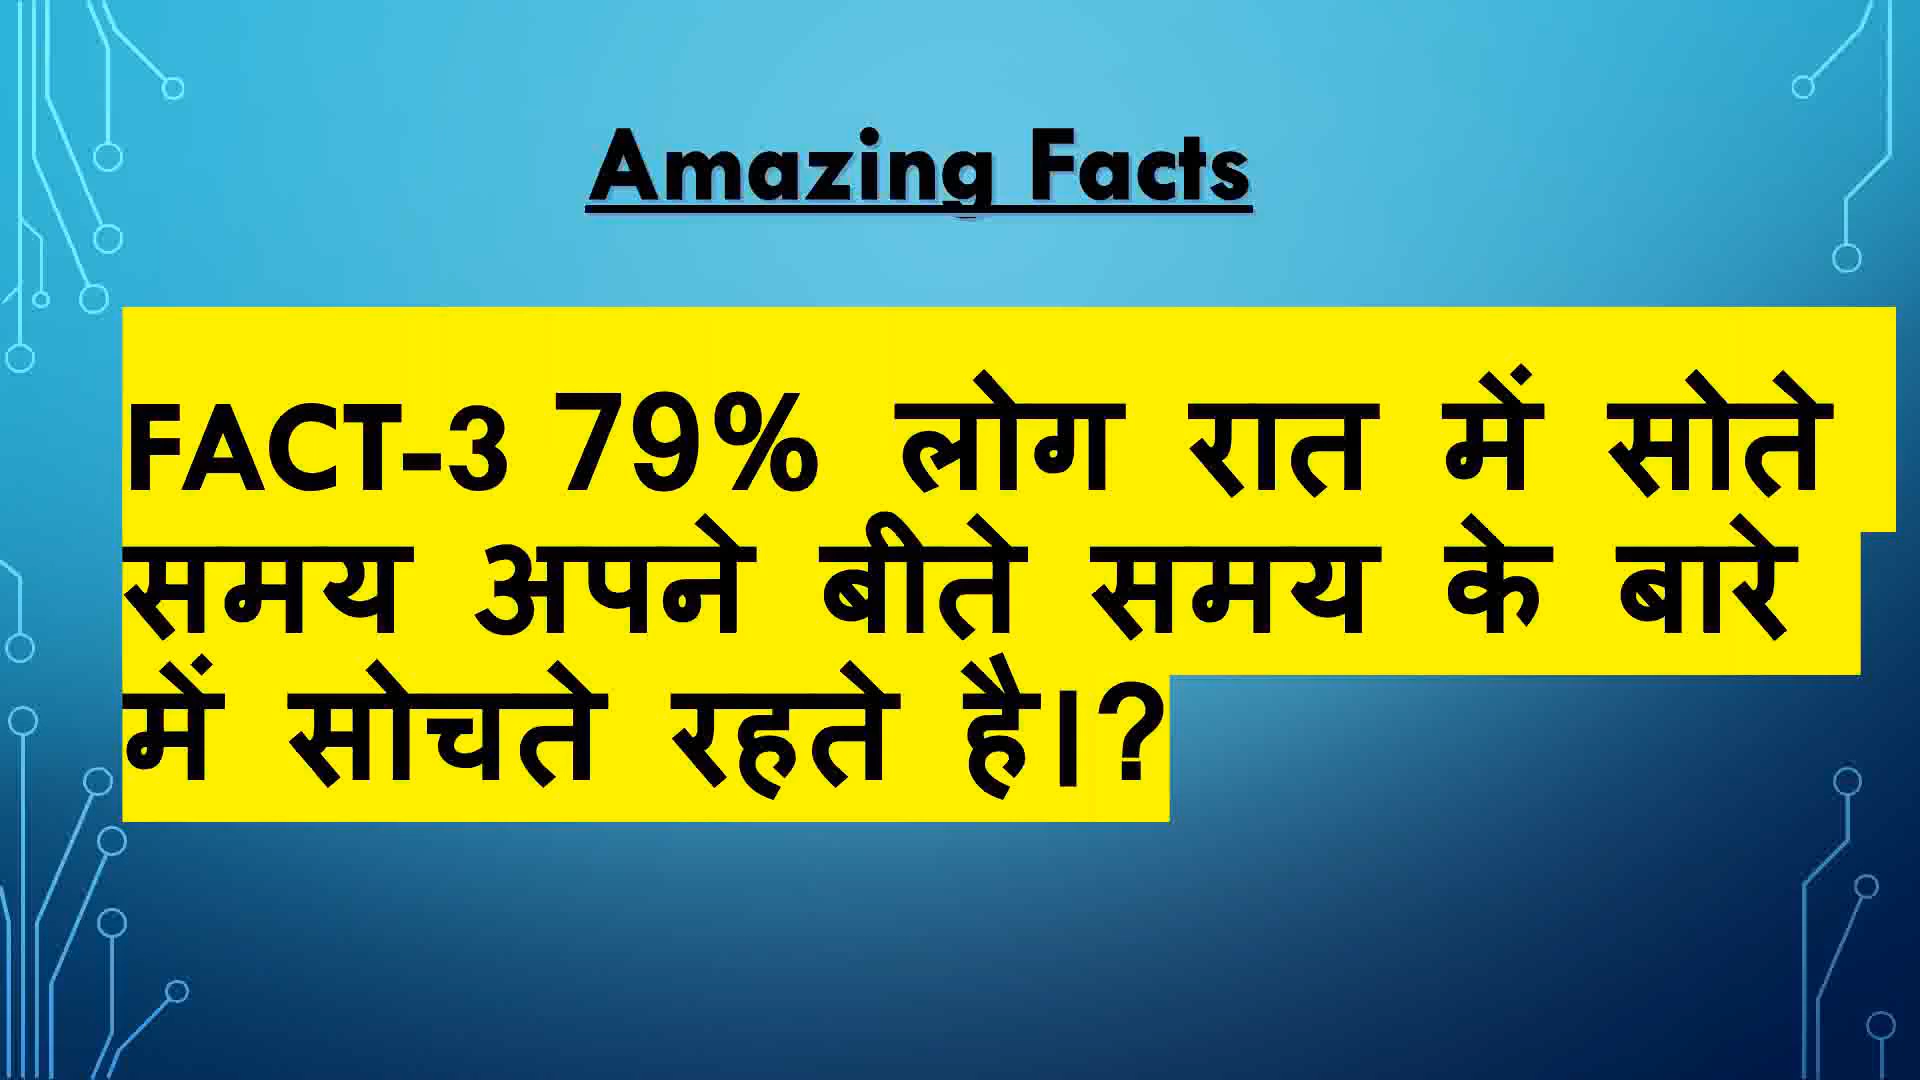 Amazing Facts
FACT-3 79% लोग रात में सोते
समय अपने बीते समय के बारे
में सोचते रहते है।?